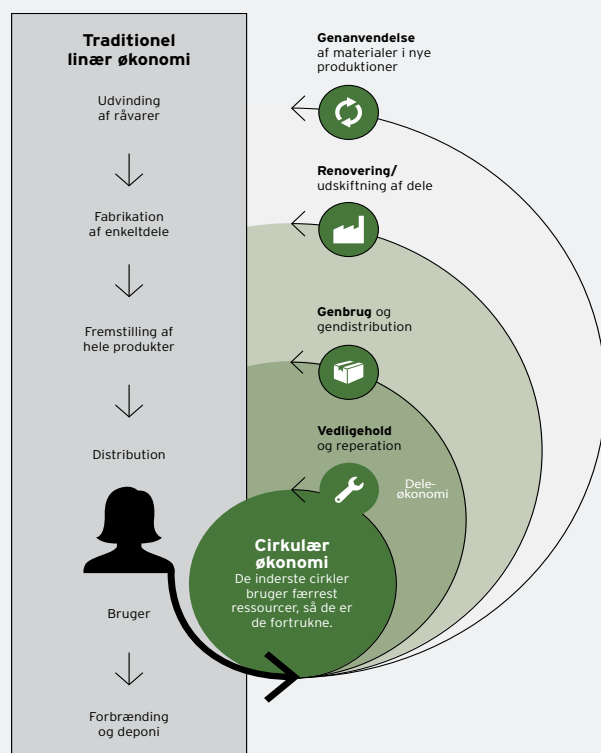 Traditionel
linær økonomi
Udvinding
af råvarer
Fabrikation
af enkeltdele
Fremstilling af
hele produkter
Distribution
Bruger
Forbrænding
og deponi
Genanvendelse
af materialer i nye
produktioner
Renovering/
udskiftning af dele
Genbrug og
gendistribution
Vedligehold
og reperation
Dele-
økonomi
Cirkulær
økonomi
De inderste cirkler
bruger færrest
ressourcer, så de er
de fortrukne.